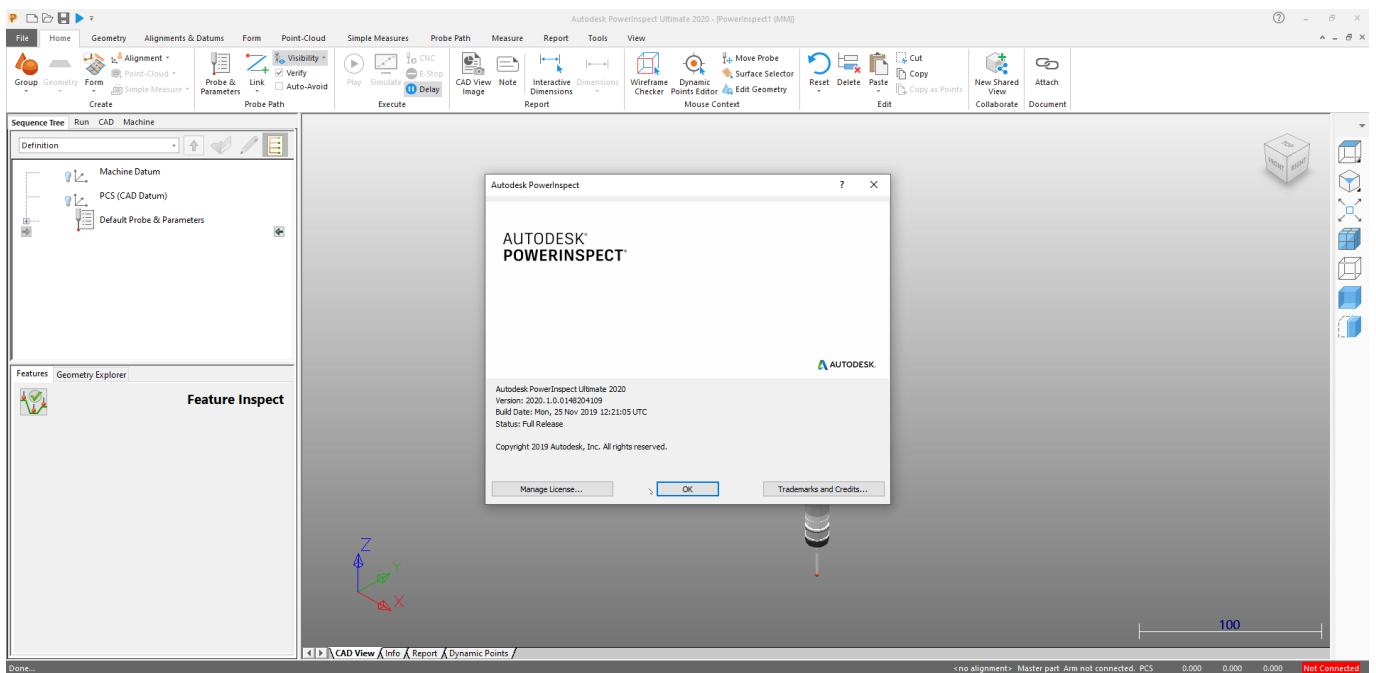 Autodesk PowerInspect Ultimate 2020 - [PowerInspect1 (MM)]
File Home Geometry Alignments & Datums Form Point-Cloud Simple Measures Probe Path Measure Report Tools View
Group
Geometry
Form
Alignment
Point-Cloud
Simple Measure
Create
Probe & Parameters
Link
Visibility
Verify
Auto-Avoid
Probe Path
Play
Simulate
CNC
E-Stop
Delay
Execute
CAD View Image
Note
Interactive Dimensions
Dimensions
Report
Wireframe Checker
Dynamic Points Editor
Move Probe
Surface Selector
Edit Geometry
Mouse Context
Reset
Delete
Paste
Cut
Copy
Copy as Points
Edit
New Shared View
Collaborate
Attach
Document
Sequence Tree Run CAD Machine
Definition
Machine Datum
PCS (CAD Datum)
Default Probe & Parameters
Features Geometry Explorer
Feature Inspect
TOP
FRONT RIGHT
Autodesk PowerInspect
AUTODESK®
POWERINSPECT®
AUTODESK.
Autodesk PowerInspect Ultimate 2020
Version: 2020.1.0.0148204109
Build Date: Mon, 25 Nov 2019 12:21:05 UTC
Status: Full Release
Copyright 2019 Autodesk, Inc. All rights reserved.
Manage License... OK Trademarks and Credits...
Z
Y
X
100
CAD View Info Report Dynamic Points
Done... <no alignment> Master part Arm not connected. PCS 0.000 0.000 0.000 Not Connected